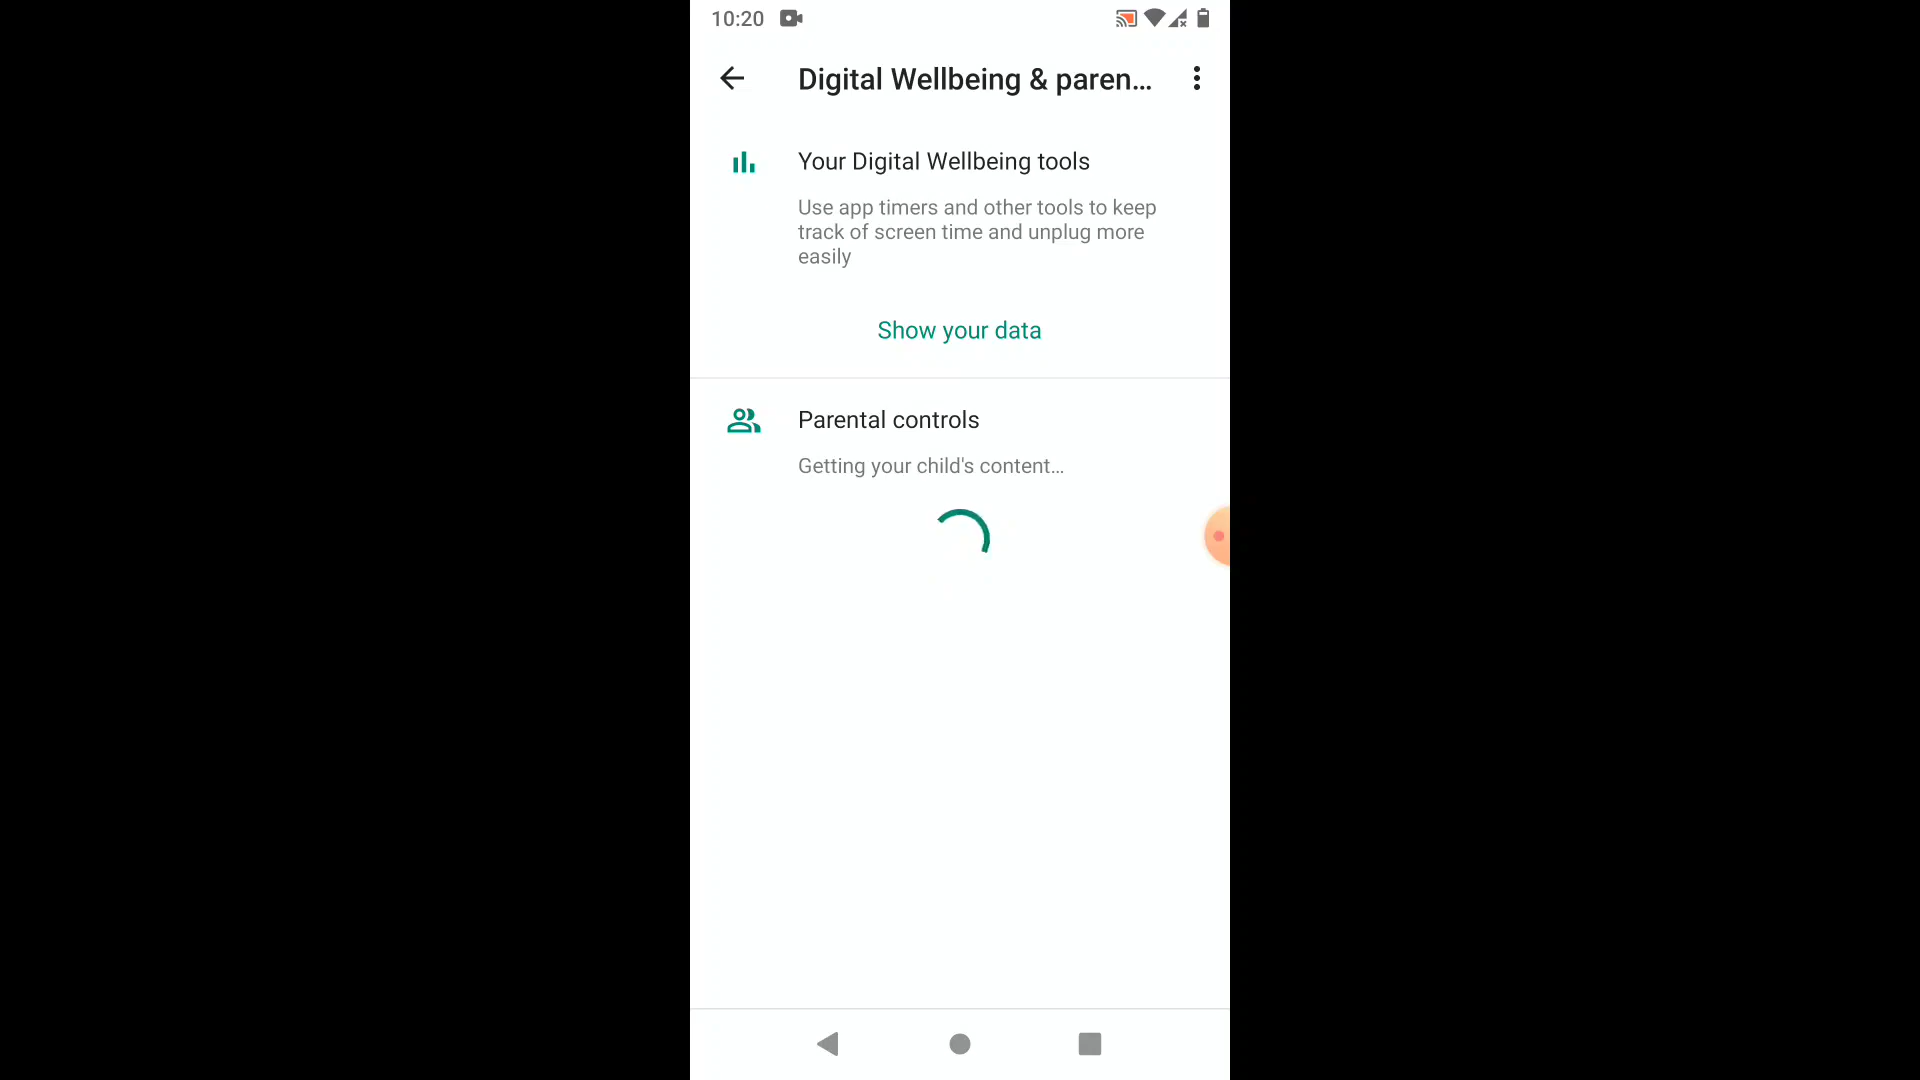 10:20
Digital Wellbeing & paren...
Your Digital Wellbeing tools
Use app timers and other tools to keep
track of screen time and unplug more
easily
Show your data
Parental controls
Getting your child's content...